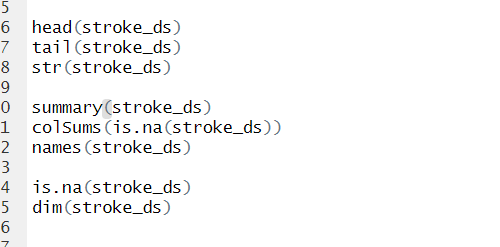 5
6 head(stroke_ds)
7 tail(stroke_ds)
8 str(stroke_ds)
9
0 summary(stroke_ds)
1 colSums(is.na(stroke_ds))
2 names(stroke_ds)
3
4 is.na(stroke_ds)
5 dim(stroke_ds)
6